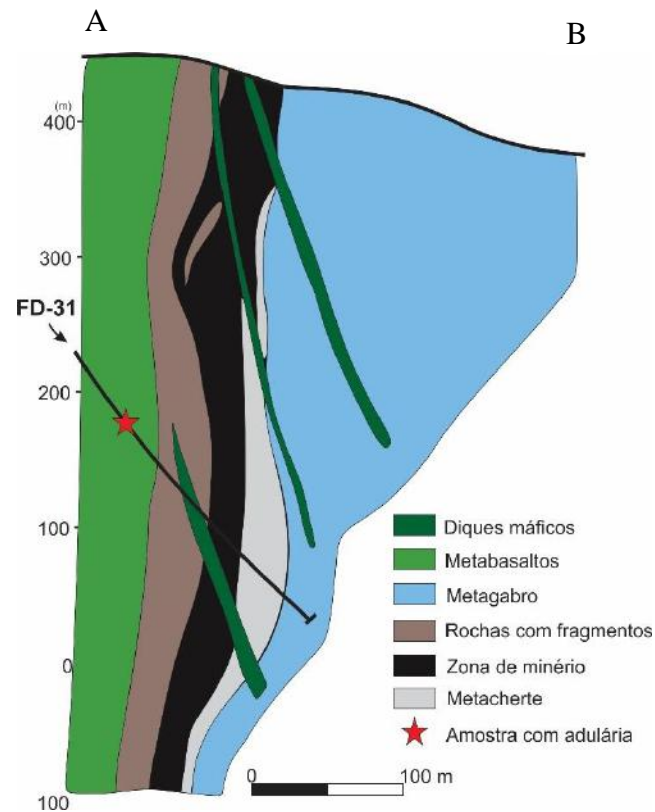 A
B
(m)
400
300
FD-31
200
100
0
100
Diques máficos
Metabasaltos
Metagabro
Rochas com fragmentos
Zona de minério
Metacherte
Amostra com adulária
0
100 m